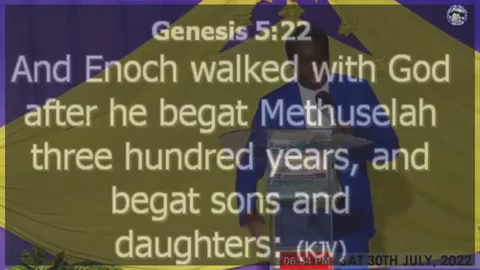 Genesis 5:22
And Enoch walked with God
after he begat Methuselah
three hundred years, and
begat sons and
daughters: (KJV)
06:54 PM SAT 30TH JULY, 2022